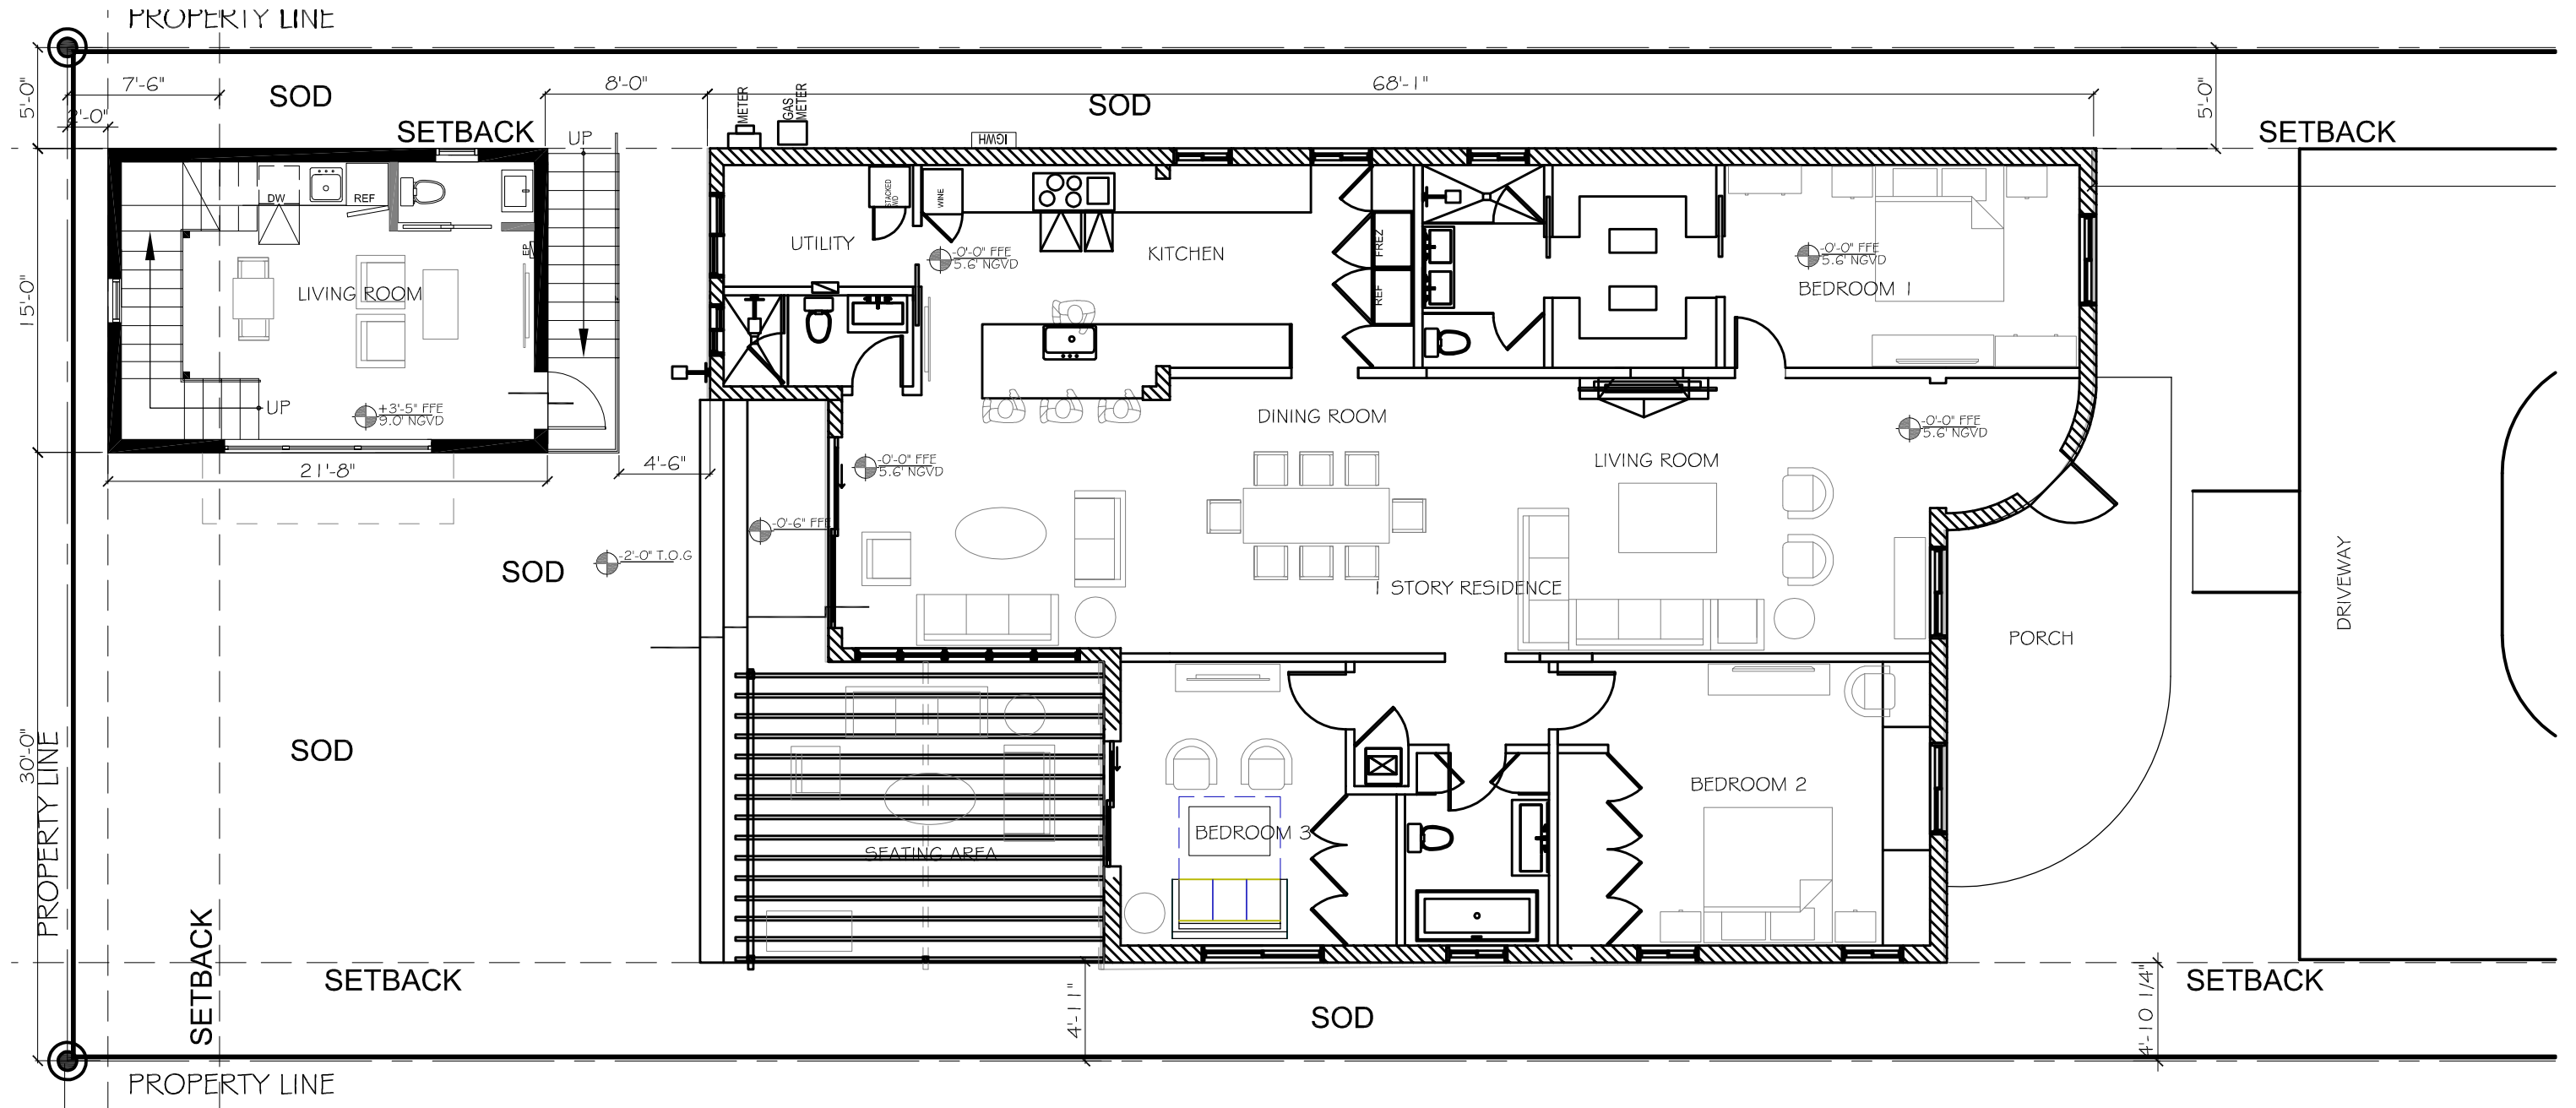 PROPERTY LINE
5'-0"
7'-6"
SOD
8'-0"
METER
GAS
METER
SOD
68'-1"
5'-0"
SETBACK
UP
SETBACK
IGWH
DW
REF
STACKED
W/D
WINE
UTILITY
-0'-0" FFE
5.6' NGVD
KITCHEN
FREZ
REF
-0'-0" FFE
5.6' NGVD
BEDROOM 1
EP
15'-0"
LIVING ROOM
UP
+3'-5" FFE
9.0' NGVD
DINING ROOM
-0'-0" FFE
5.6' NGVD
21'-8"
4'-6"
-0'-0" FFE
5.6' NGVD
LIVING ROOM
-0'-6" FFE
SOD
-2'-0" T.O.G
1 STORY RESIDENCE
DRIVEWAY
PORCH
30'-0"
PROPERTY LINE
SOD
BEDROOM 2
BEDROOM 3
SEATING AREA
SETBACK
SETBACK
4'-11"
SOD
4'-10 1/4"
SETBACK
PROPERTY LINE